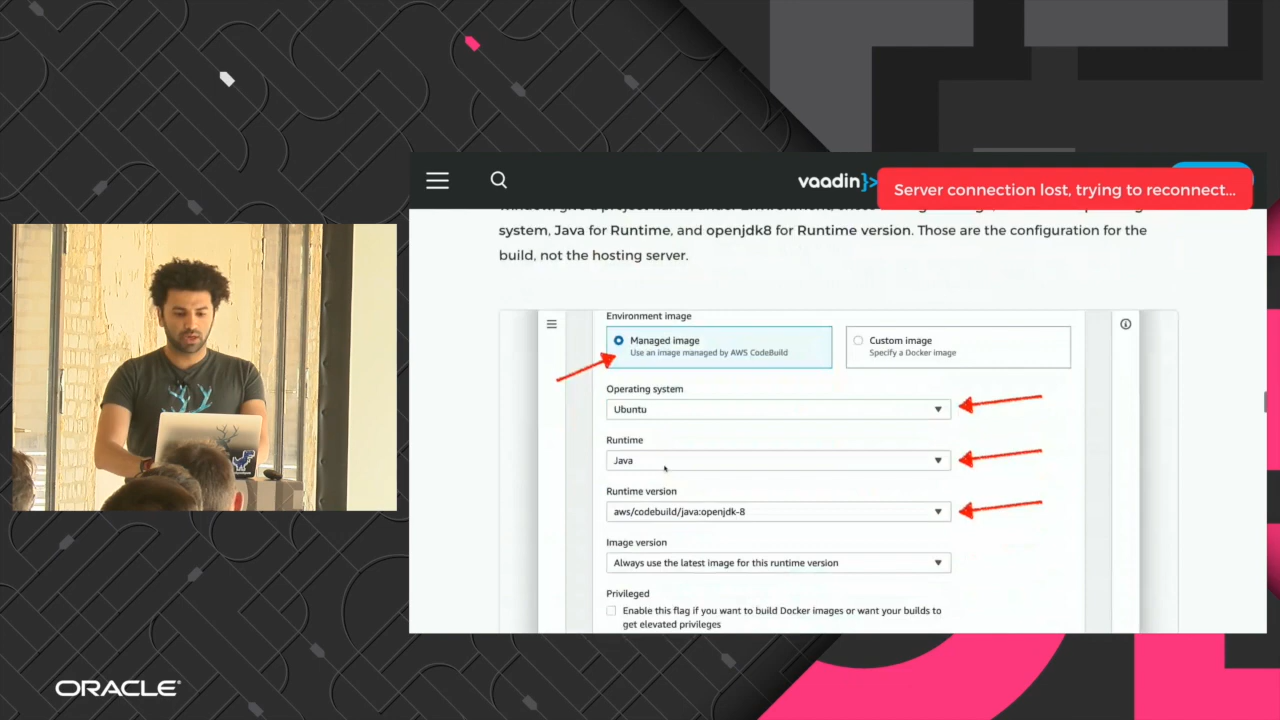 vaadin}>
Server connection lost, trying to reconnect...
system, Java for Runtime, and openjdk8 for Runtime version. Those are the configuration for the
build, not the hosting server.
Environment image
Managed image
Use an image managed by AWS CodeBuild
Custom image
Specify a Docker image
Operating system
Ubuntu
Runtime
Java
Runtime version
aws/codebuild/java:openjdk-8
Image version
Always use the latest image for this runtime version
Privileged
Enable this flag if you want to build Docker images or want your builds to
get elevated privileges
ORACLE®